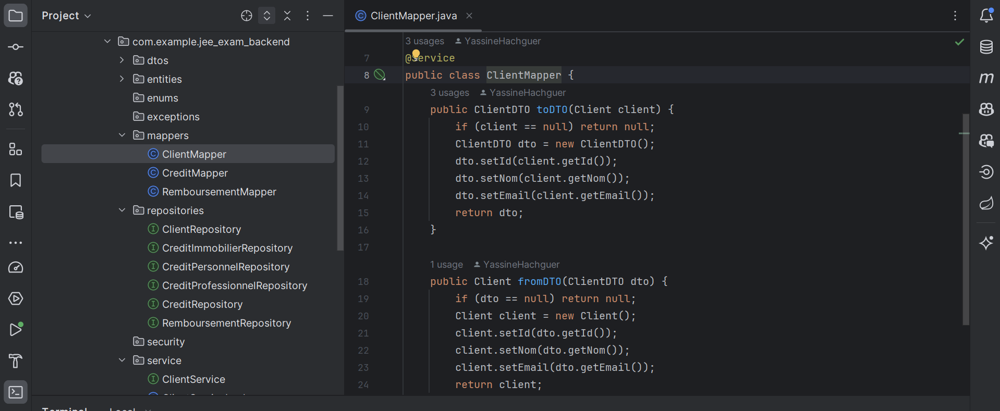 Project
ClientMapper.java
com.example.jee_exam_backend
dtos
entities
enums
exceptions
mappers
ClientMapper
CreditMapper
RemboursementMapper
repositories
ClientRepository
CreditImmobilierRepository
CreditPersonnelRepository
CreditProfessionnelRepository
CreditRepository
RemboursementRepository
security
service
ClientService
3 usages YassineHachguer
7 @Service
8 public class ClientMapper {
3 usages YassineHachguer
9 public ClientDTO toDTO(Client client) {
10 if (client == null) return null;
11 ClientDTO dto = new ClientDTO();
12 dto.setId(client.getId());
13 dto.setNom(client.getNom());
14 dto.setEmail(client.getEmail());
15 return dto;
16 }
17
1 usage YassineHachguer
18 public Client fromDTO(ClientDTO dto) {
19 if (dto == null) return null;
20 Client client = new Client();
21 client.setId(dto.getId());
22 client.setNom(dto.getNom());
23 client.setEmail(dto.getEmail());
24 return client;
Terminal Local